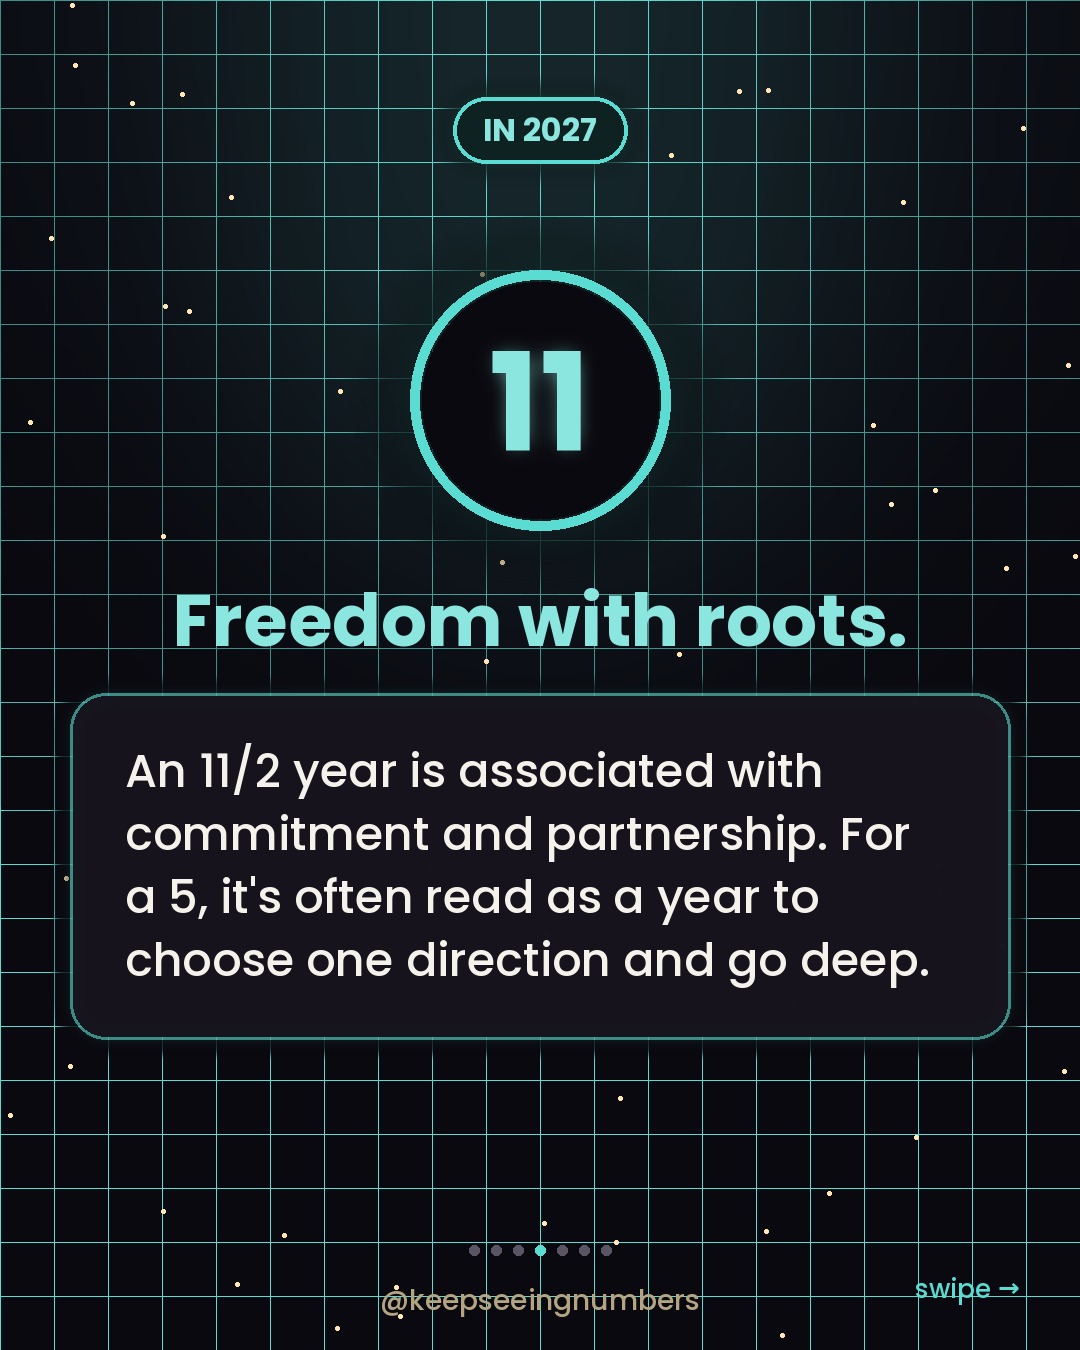 IN 2027
11
Freedom with roots.
An 11/2 year is associated with
commitment and partnership. For
a 5, it's often read as a year to
choose one direction and go deep.
@keepseeingnumbers
swipe →